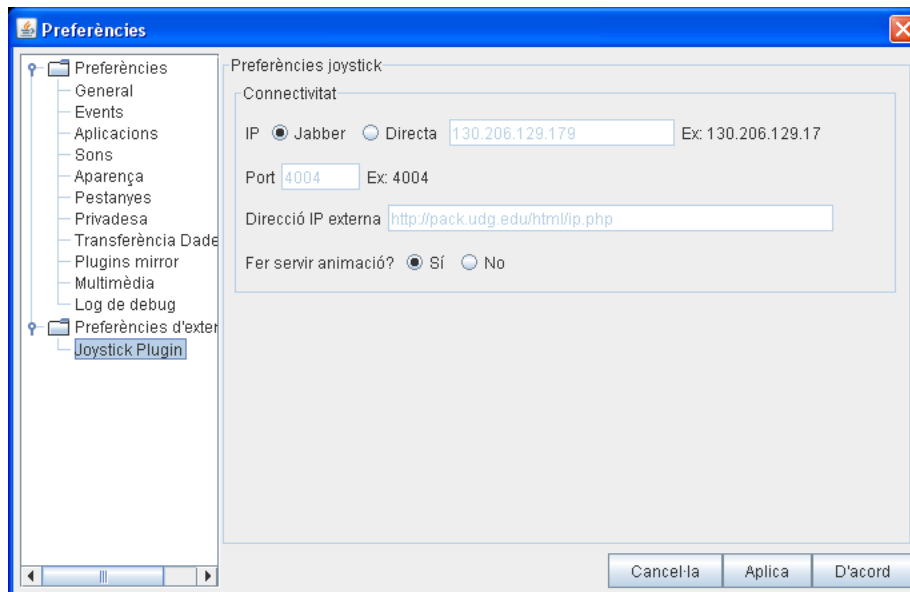 Preferències
Preferències
General
Events
Aplicacions
Sons
Aparença
Pestanyes
Privadesa
Transferència Dade
Plugins mirror
Multimèdia
Log de debug
Preferències d'exter
Joystick Plugin
Preferències joystick
Connectivitat
IP Jabber Directa 130.206.129.179 Ex: 130.206.129.17
Port 4004 Ex: 4004
Direcció IP externa http://pack.udg.edu/html/ip.php
Fer servir animació? Sí No
Cancel·la Aplica D'acord